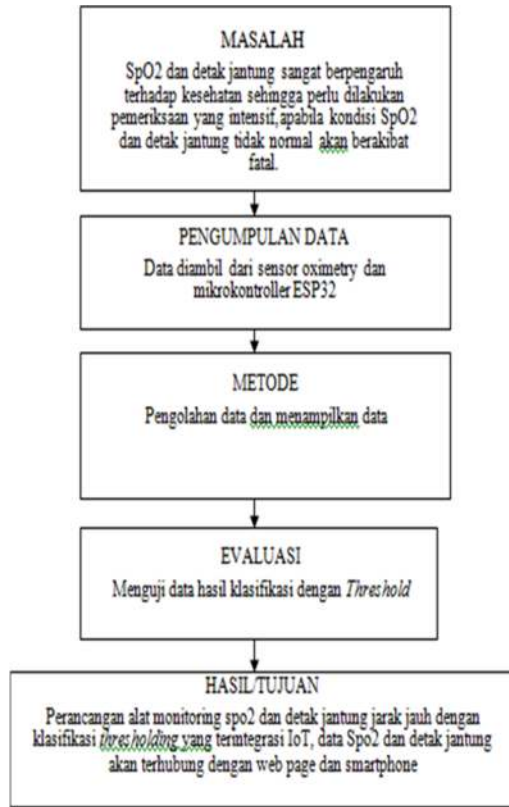 MASALAH
SpO2 dan detak jantung sangat berpengaruh
terhadap kesehatan sehingga perlu dilakukan
pemeriksaan yang intensif,apabila kondisi SpO2
dan detak jantung tidak normal akan berakibat
fatal.
PENGUMPULAN DATA
Data diambil dari sensor oximetry dan
mikrokontroller ESP32
METODE
Pengolahan data dan menampilkan data
EVALUASI
Menguji data hasil klasifikasi dengan Threshold
HASIL/TUJUAN
Perancangan alat monitoring spo2 dan detak jantung jarak jauh dengan
klasifikasi thresholding yang terintegrasi IoT, data Spo2 dan detak jantung
akan terhubung dengan web page dan smartphone